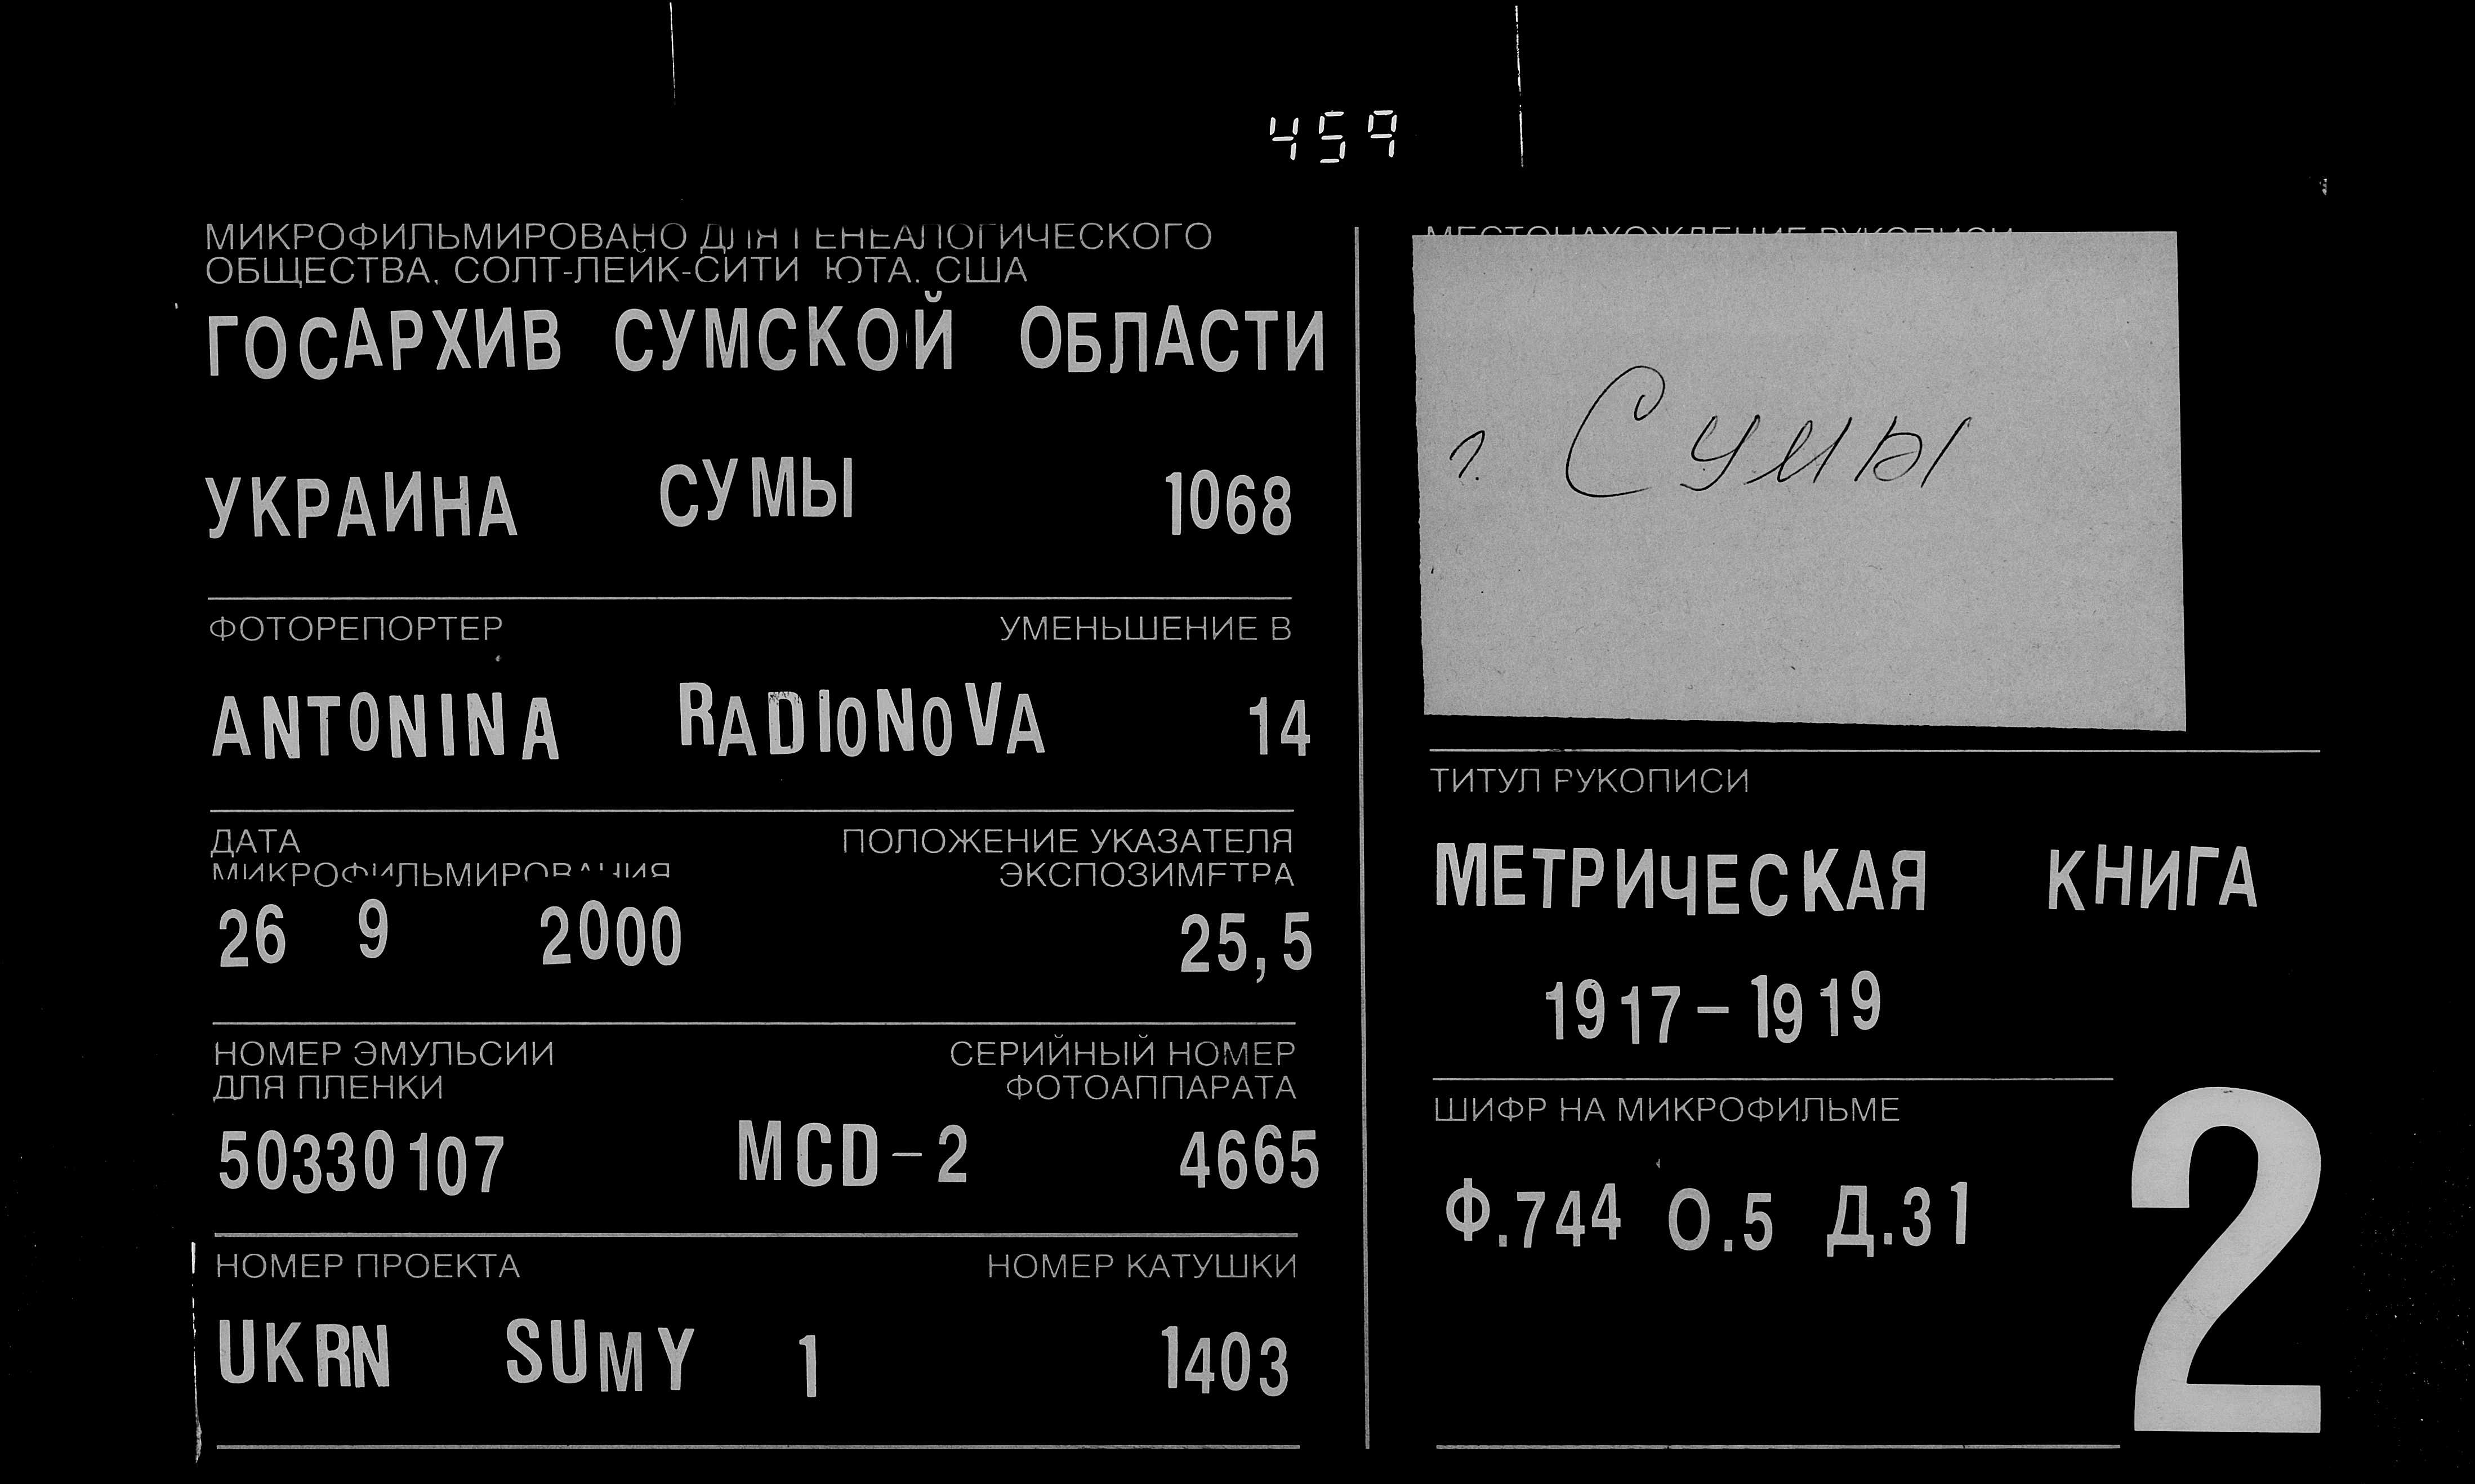 459
МИКРОФИЛЬМИРОВАНО ДЛЯ ГЕНЕАЛОГИЧЕСКОГО
ОБЩЕСТВА, СОЛТ-ЛЕЙК-СИТИ ЮТА. США
ГОСАРХИВ СУМСКОЙ ОБЛАСТИ
УКРАИНА СУМЫ 1068
ФОТОРЕПОРТЕР УМЕНЬШЕНИЕ В
ANTONINA RADIONOVA 14
ДАТА
МИКРОФИЛЬМИРОВАНИЯ
ПОЛОЖЕНИЕ УКАЗАТЕЛЯ
ЭКСПОЗИМЕТРА
26 9 2000 25,5
НОМЕР ЭМУЛЬСИИ
ДЛЯ ПЛЕНКИ
СЕРИЙНЫЙ НОМЕР
ФОТОАППАРАТА
50330107 MCD-2 4665
НОМЕР ПРОЕКТА НОМЕР КАТУШКИ
UKRN SUMY 1 1403
МЕСТОНАХОЖДЕНИЕ РУКОПИСИ
г. Сумы
ТИТУЛ РУКОПИСИ
МЕТРИЧЕСКАЯ КНИГА
1917-1919
ШИФР НА МИКРОФИЛЬМЕ
Ф.744 О.5 Д.31
2